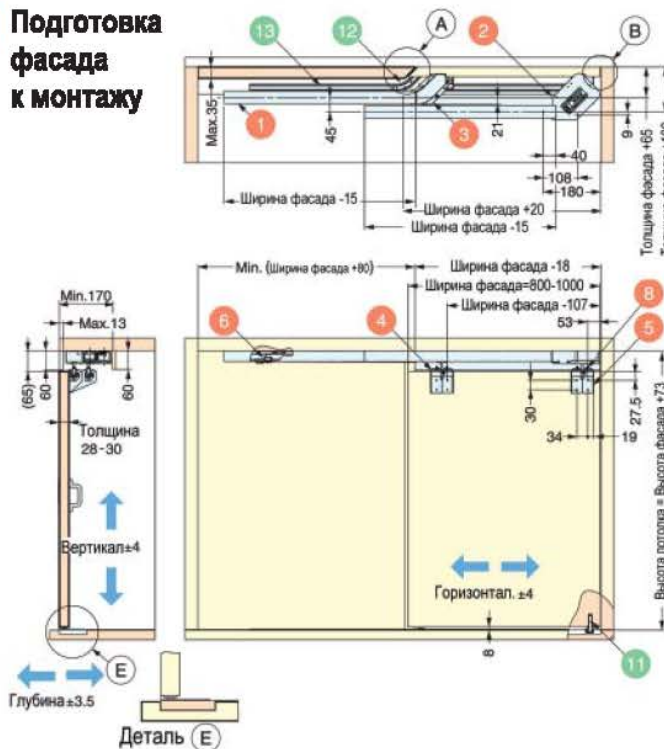 Подготовка
фасада
к монтажу
13
12
A
2
B
Max.35
1
45
3
21
9
40
108
180
Толщина фасада +65
Ширина фасада -15
Ширина фасада +20
Ширина фасада -15
Min. (Ширина фасада +80)
Ширина фасада -18
Ширина фасада=800-1000
Ширина фасада -107
53
8
Min.170
Max.13
6
4
5
(65)
60
60
30
27.5
34
19
Толщина
28-30
Вертикал±4
Горизонтал. ±4
Высота потолка = Высота фасада +73
8
11
E
Глубина±3.5
Деталь E